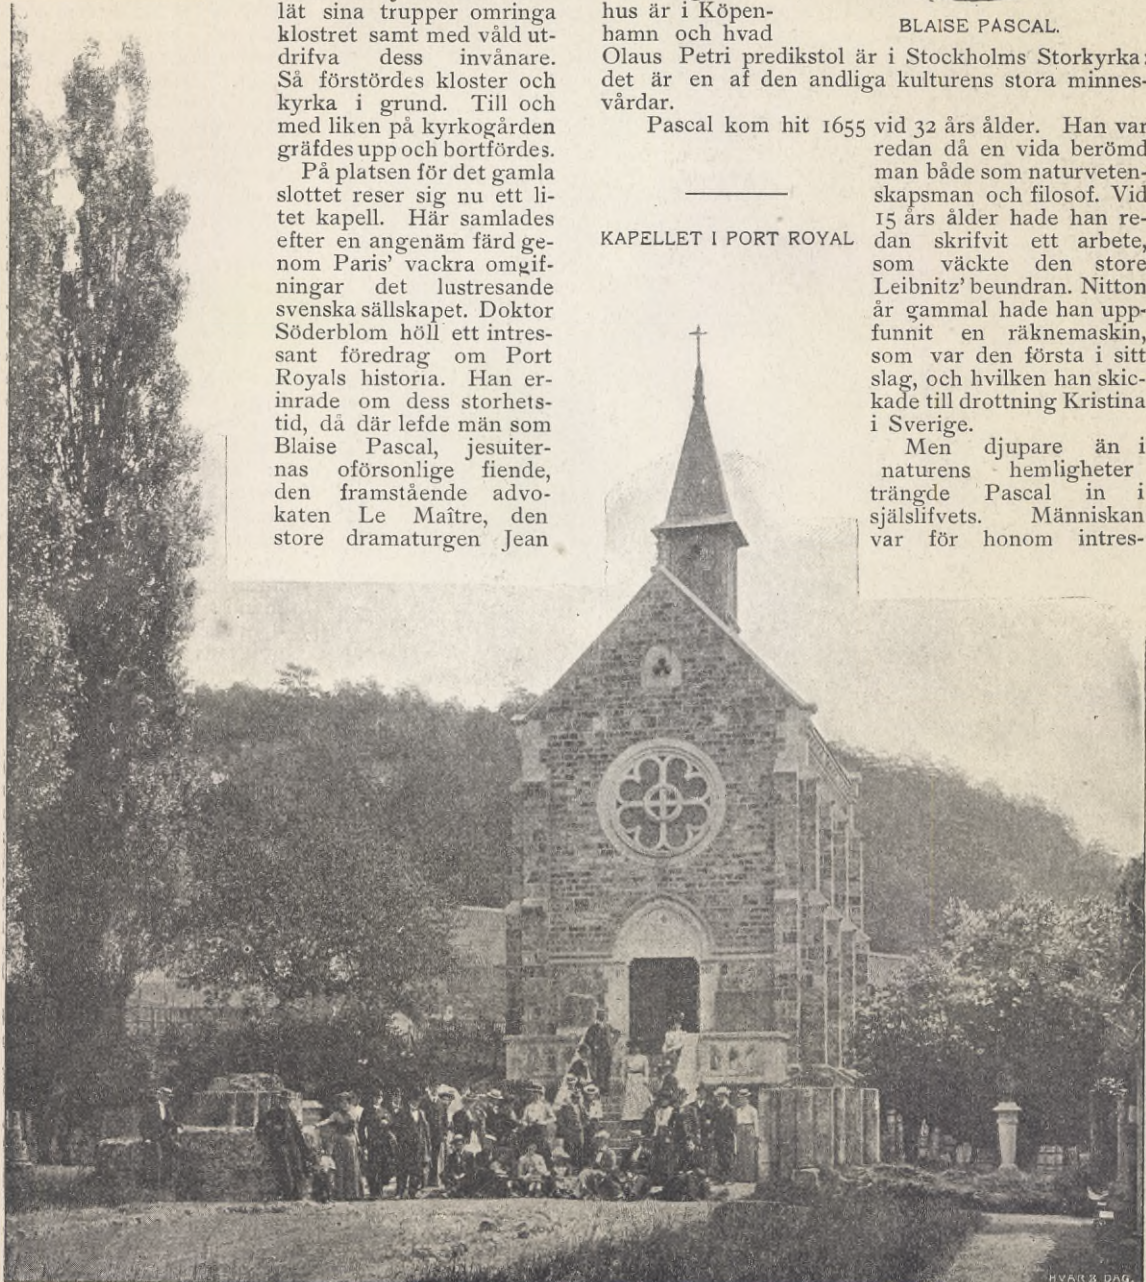 lät sina trupper omringa
klostret samt med våld ut-
drifva dess invånare.
Så förstördes kloster och
kyrka i grund. Till och
med liken på kyrkogården
gräfdes upp och bortfördes.
På platsen för det gamla
slottet reser sig nu ett li-
tet kapell. Här samlades
efter en angenäm färd ge-
nom Paris' vackra omgif-
ningar det lustresande
svenska sällskapet. Doktor
Söderblom höll ett intres-
sant föredrag om Port
Royals historia. Han er-
inrade om dess storhets-
tid, då där lefde män som
Blaise Pascal, jesuiter-
nas oförsonlige fiende,
den framstående advo-
katen Le Maître, den
store dramaturgen Jean
hus är i Köpen-
hamn och hvad
Olaus Petri predikstol är i Stockholms Storkyrka:
det är en af den andliga kulturens stora minnes-
vårdar.
Pascal kom hit 1655 vid 32 års ålder. Han var
redan då en vida berömd
man både som naturveten-
skapsman och filosof. Vid
15 års ålder hade han re-
dan skrifvit ett arbete,
som väckte den store
Leibnitz' beundran. Nitton
år gammal hade han upp-
funnit en räknemaskin,
som var den första i sitt
slag, och hvilken han skic-
kade till drottning Kristina
i Sverige.
Men djupare än i
naturens hemligheter
trängde Pascal in i
själslifvets. Människan
var för honom intres-
BLAISE PASCAL.
KAPELLET I PORT ROYAL
HVAR 8 DAG